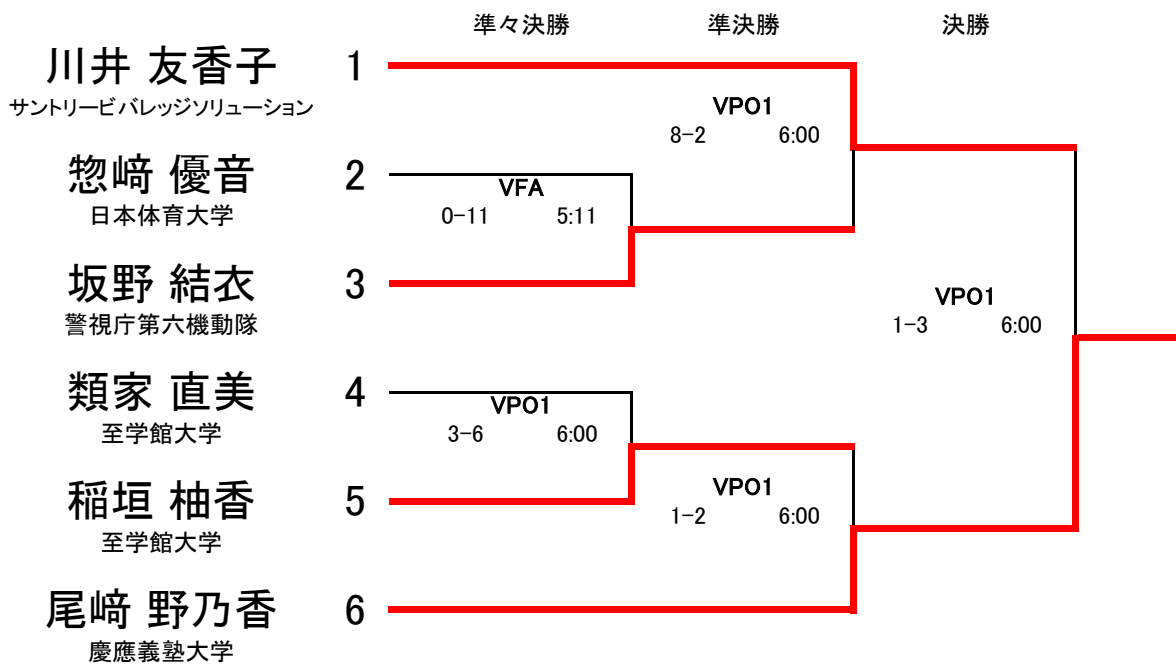 準々決勝 準決勝 決勝
川井 友香子 1
サントリービバレッジソリューション
VPO1
8-2 6:00
惣﨑 優音 2
日本体育大学
VFA
0-11 5:11
坂野 結衣 3
警視庁第六機動隊
VPO1
1-3 6:00
類家 直美 4
至学館大学
VPO1
3-6 6:00
稲垣 柚香 5
至学館大学
VPO1
1-2 6:00
尾﨑 野乃香 6
慶應義塾大学